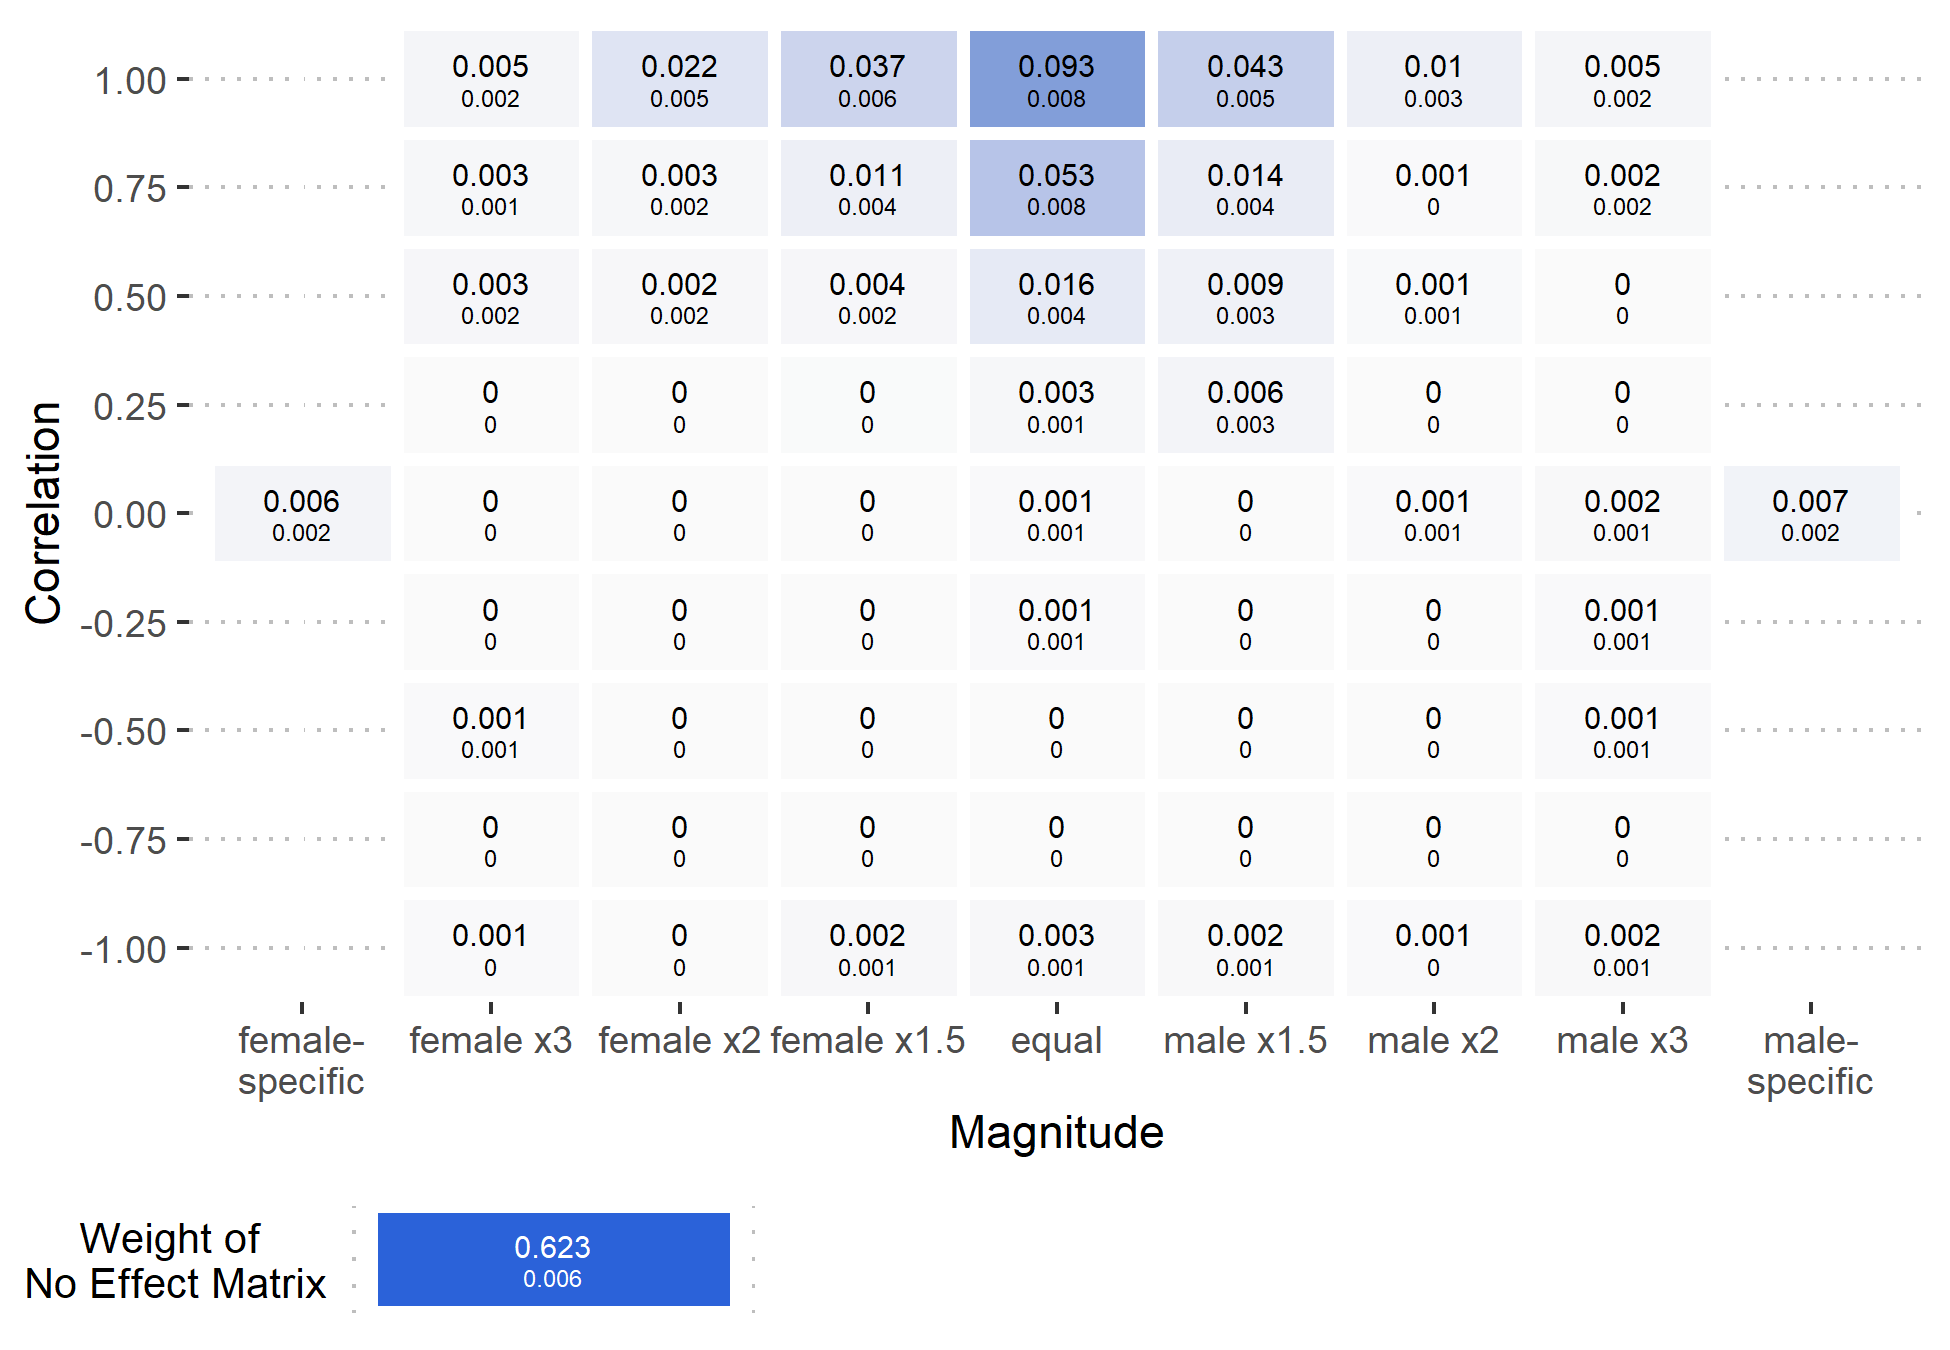 1.00 0.005 0.022 0.037 0.093 0.043 0.01 0.005
0.002 0.005 0.006 0.008 0.005 0.003 0.002
0.75 0.003 0.003 0.011 0.053 0.014 0.001 0.002
0.001 0.002 0.004 0.008 0.004 0 0.002
0.50 0.003 0.002 0.004 0.016 0.009 0.001 0
0.002 0.002 0.002 0.004 0.003 0.001 0
0.25 0 0 0 0.003 0.006 0 0
0 0 0 0.001 0.003 0 0
Correlation
0.00 0.006 0 0 0 0.001 0 0.001 0.002 0.007
0.002 0 0 0 0.001 0 0.001 0.001 0.002
-0.25 0 0 0 0.001 0 0 0.001
0 0 0 0.001 0 0 0.001
-0.50 0.001 0 0 0 0 0 0.001
0.001 0 0 0 0 0 0.001
-0.75 0 0 0 0 0 0 0
0 0 0 0 0 0 0
-1.00 0.001 0 0.002 0.003 0.002 0.001 0.002
0 0 0.001 0.001 0.001 0 0.001
female- female x3 female x2 female x1.5 equal male x1.5 male x2 male x3 male-
specific specific
Magnitude
Weight of
No Effect Matrix
0.623
0.006